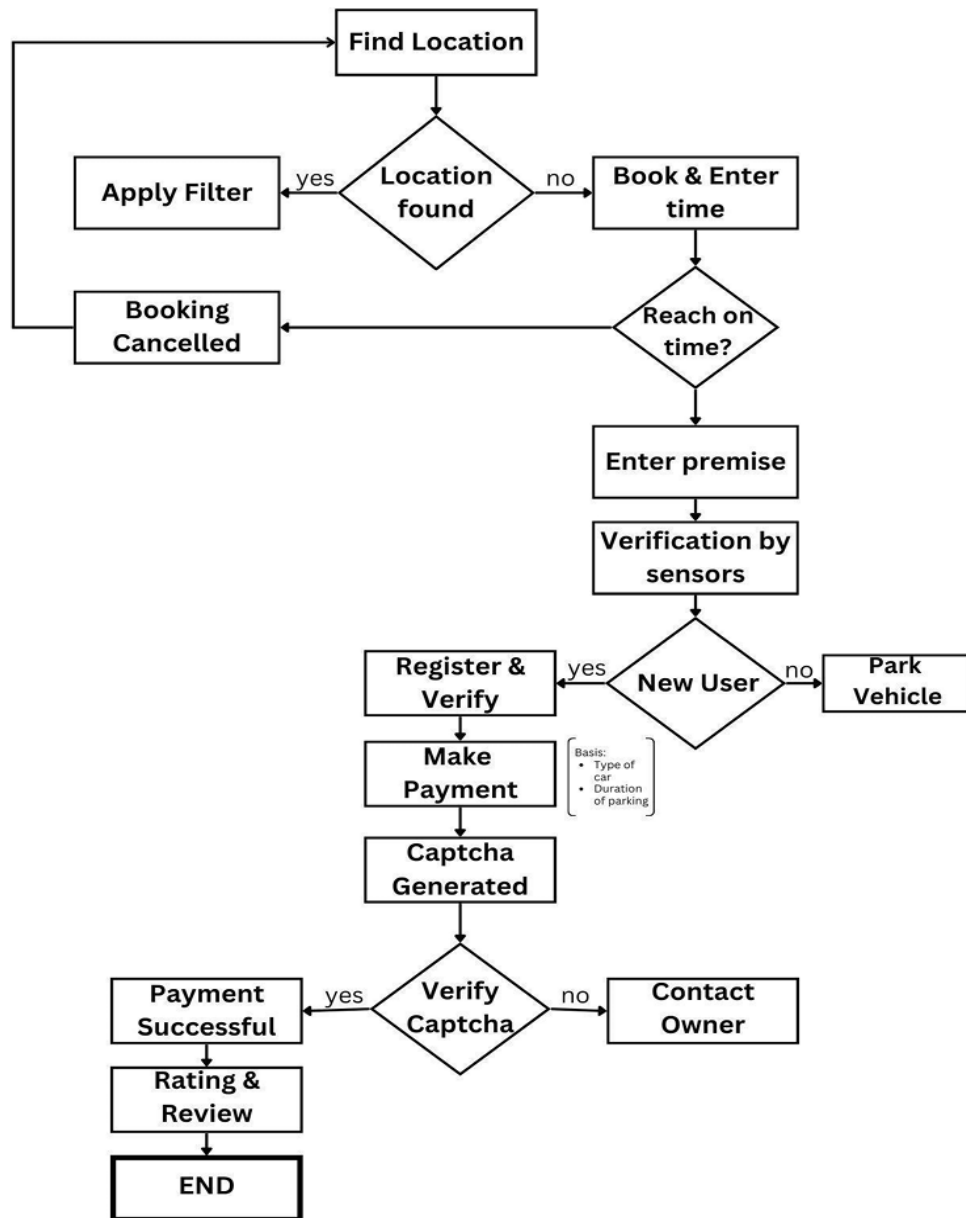 Find Location
Location
found
yes
no
Apply Filter
Book & Enter
time
Booking
Cancelled
Reach on
time?
Enter premise
Verification by
sensors
New User
yes
no
Register &
Verify
Park
Vehicle
Make
Payment
Basis:
• Type of
car
• Duration
of parking
Captcha
Generated
Verify
Captcha
yes
no
Payment
Successful
Contact
Owner
Rating &
Review
END